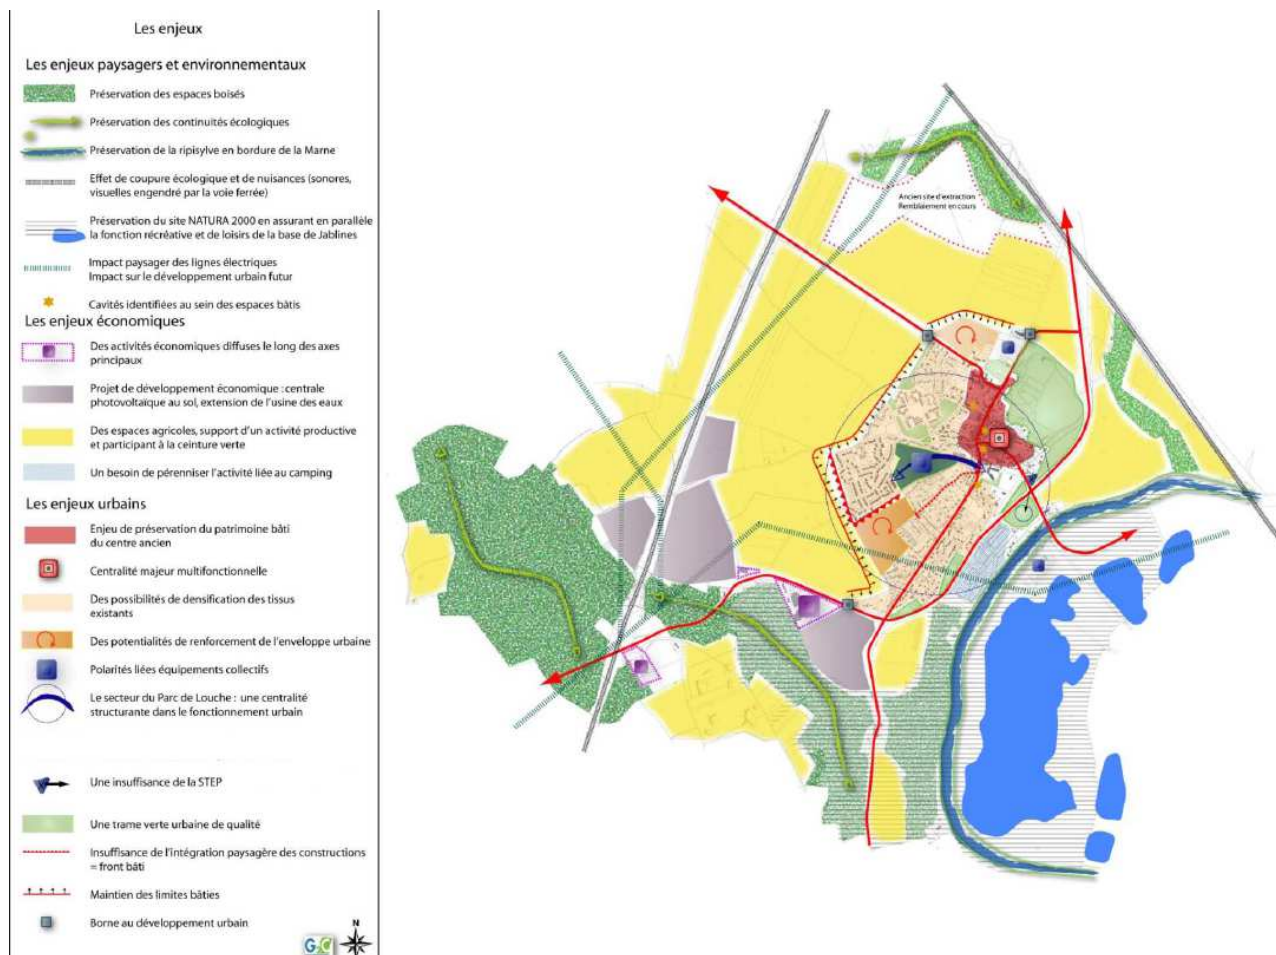 Les enjeux
Les enjeux paysagers et environnementaux
Préservation des espaces boisés
Préservation des continuités écologiques
Préservation de la ripisylve en bordure de la Marne
Effet de coupure écologique et de nuisances (sonores,
visuelles engendré par la voie ferrée)
Préservation du site NATURA 2000 en assurant en parallèle
la fonction récréative et de loisirs de la base de Jablines
Impact paysager des lignes électriques
Impact sur le développement urbain futur
Cavités identifiées au sein des espaces bâtis
Les enjeux économiques
Des activités économiques diffuses le long des axes
principaux
Projet de développement économique : centrale
photovoltaïque au sol, extension de l'usine des eaux
Des espaces agricoles, support d'un activité productive
et participant à la ceinture verte
Un besoin de pérenniser l'activité liée au camping
Les enjeux urbains
Enjeu de préservation du patrimoine bâti
du centre ancien
Centralité majeur multifonctionnelle
Des possibilités de densification des tissus
existants
Des potentialités de renforcement de l'enveloppe urbaine
Polarités liées équipements collectifs
Le secteur du Parc de Louche : une centralité
structurante dans le fonctionnement urbain
Une insuffisance de la STEP
Une trame verte urbaine de qualité
Insuffisance de l'intégration paysagère des constructions
= front bâti
Maintien des limites bâties
Borne au développement urbain
N
G2C
Ancien site d'extraction
Remblaiement en cours